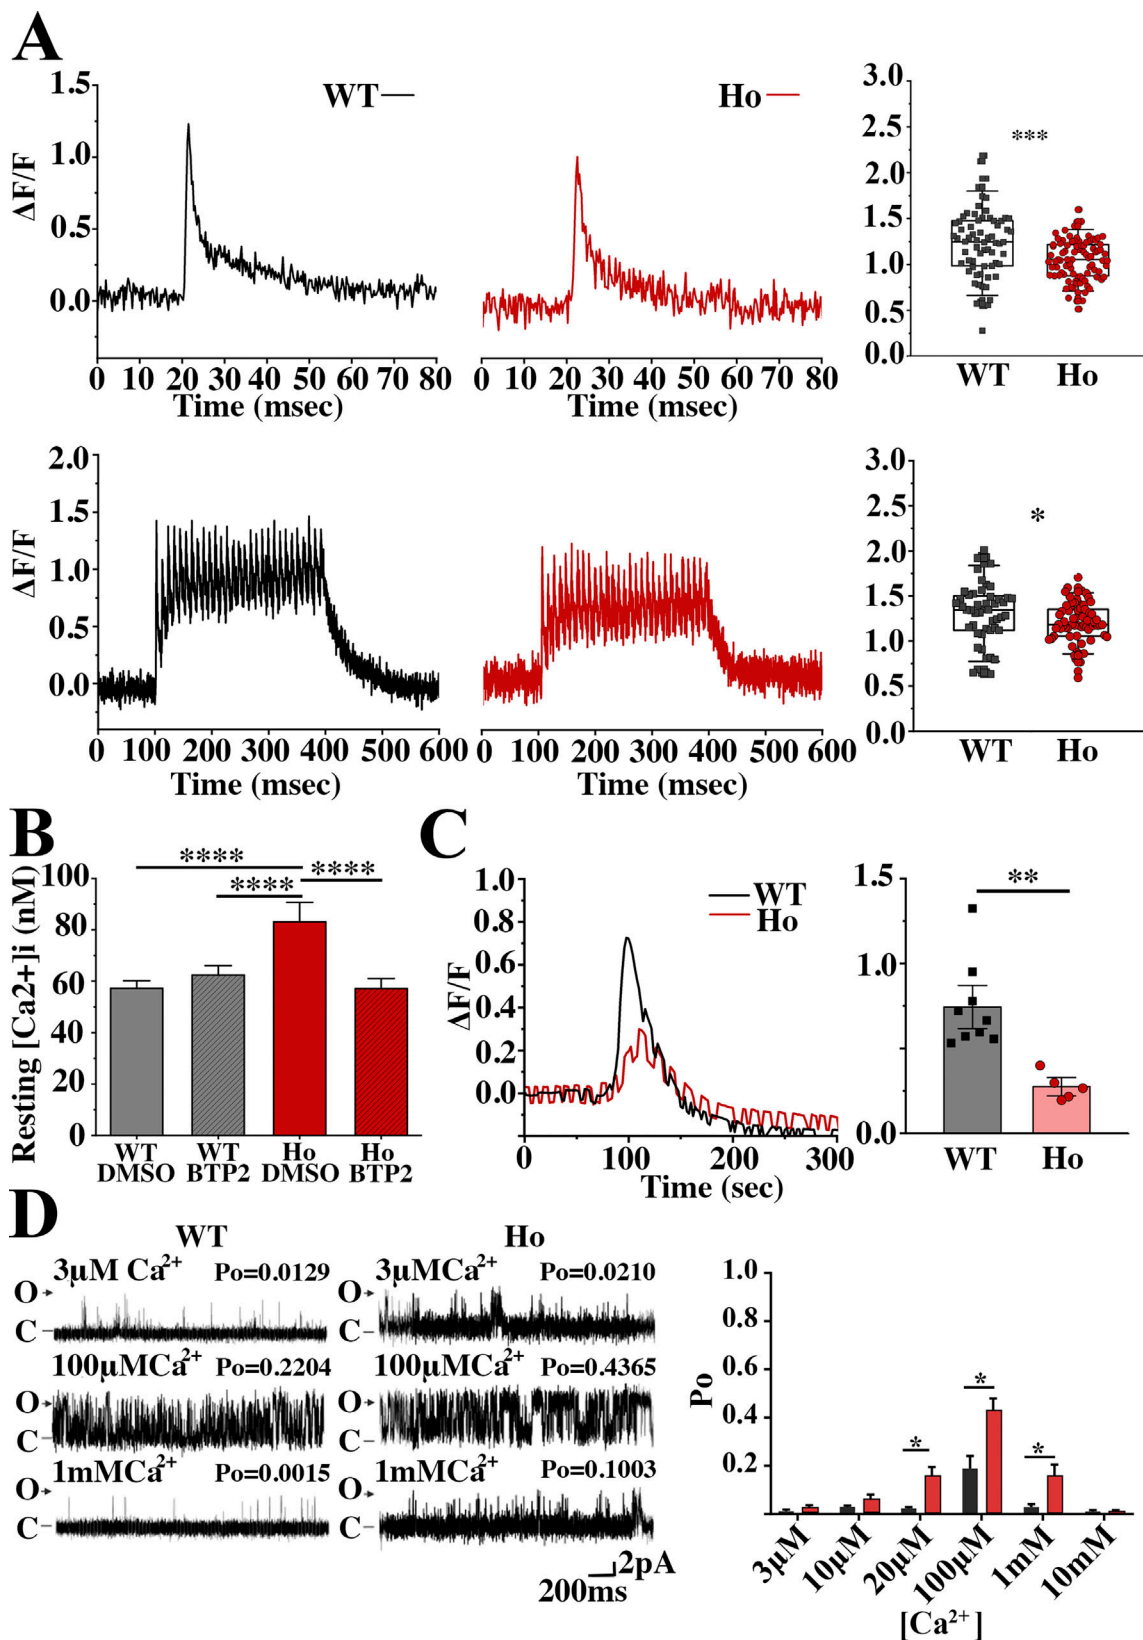 A
WT
Ho
ΔF/F
1.5
1.0
0.5
0.0
0 10 20 30 40 50 60 70 80
Time (msec)
0 10 20 30 40 50 60 70 80
Time (msec)
3.0
2.5
2.0
1.5
1.0
0.5
0.0
***
WT Ho
ΔF/F
2.0
1.5
1.0
0.5
0.0
0 100 200 300 400 500 600
Time (msec)
0 100 200 300 400 500 600
Time (msec)
3.0
2.5
2.0
1.5
1.0
0.5
0.0
*
WT Ho
B
Resting [Ca2+]i (nM)
100
80
60
40
20
0
**** ****
****
WT DMSO
WT BTP2
Ho DMSO
Ho BTP2
C
ΔF/F
1.0
0.8
0.6
0.4
0.2
0.0
WT
Ho
0 100 200 300
Time (sec)
1.5
1.0
0.0
**
WT Ho
D
WT
Ho
3µM Ca²⁺ Po=0.0129
O
C
3µMCa²⁺ Po=0.0210
O
C
100µMCa²⁺ Po=0.2204
O
C
100µMCa²⁺ Po=0.4365
O
C
1mMCa²⁺ Po=0.0015
O
C
1mMCa²⁺ Po=0.1003
O
C
2pA
200ms
Po
1.0
0.8
0.6
0.4
0.2
* * *
3µM 10µM 20µM 100µM 1mM 10mM
[Ca²⁺]